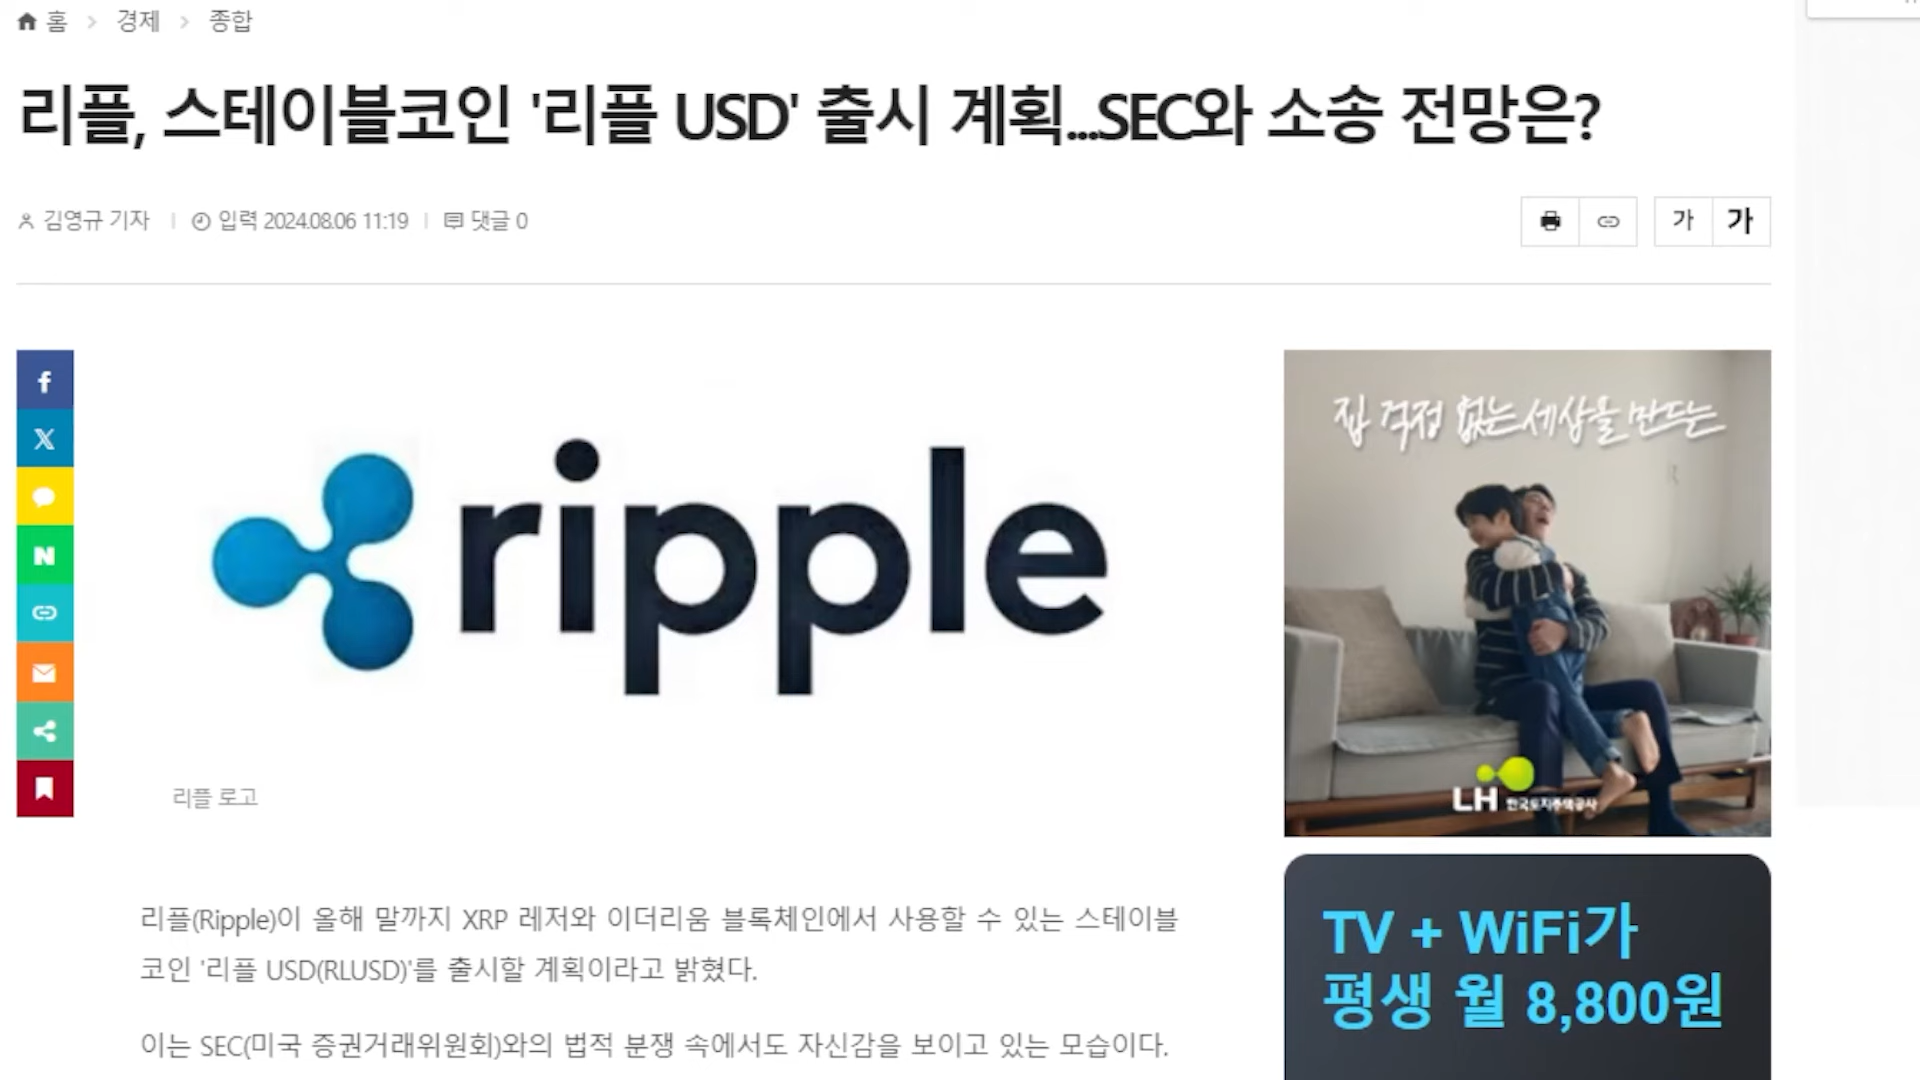 홈 > 경제 > 종합
리플, 스테이블코인 '리플 USD' 출시 계획...SEC와 소송 전망은?
김영규 기자 | 입력 2024.08.06 11:19 | 댓글 0
가 가
f
X
N
ripple
리플 로고
리플(Ripple)이 올해 말까지 XRP 레저와 이더리움 블록체인에서 사용할 수 있는 스테이블
코인 '리플 USD(RLUSD)'를 출시할 계획이라고 밝혔다.
이는 SEC(미국 증권거래위원회)와의 법적 분쟁 속에서도 자신감을 보이고 있는 모습이다.
집 걱정 없는 세상을 만드는
LH 한국토지주택공사
TV + WiFi가
평생 월 8,800원